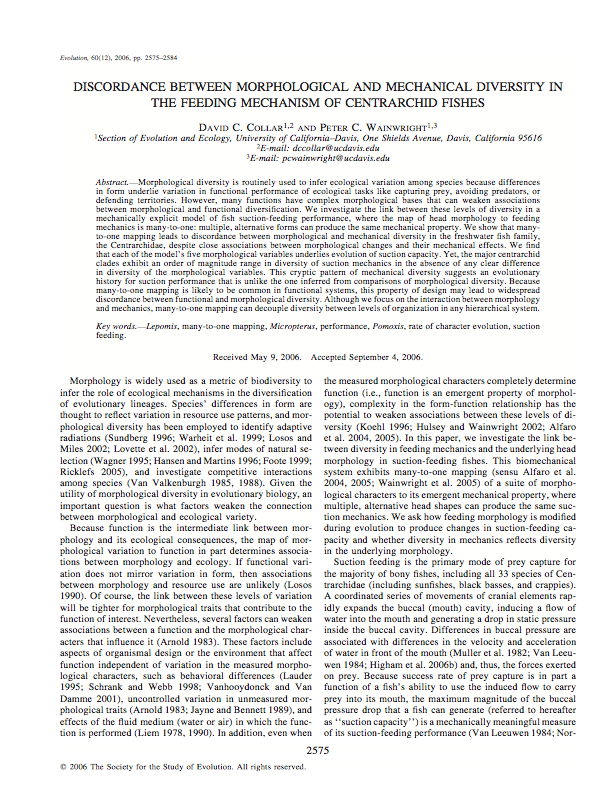 Evolution, 60(12), 2006, pp. 2575–2584
DISCORDANCE BETWEEN MORPHOLOGICAL AND MECHANICAL DIVERSITY IN
THE FEEDING MECHANISM OF CENTRARCHID FISHES
DAVID C. COLLAR1,2 AND PETER C. WAINWRIGHT1,3
1Section of Evolution and Ecology, University of California–Davis, One Shields Avenue, Davis, California 95616
2E-mail: dccollar@ucdavis.edu
3E-mail: pcwainwright@ucdavis.edu
Abstract.—Morphological diversity is routinely used to infer ecological variation among species because differences
in form underlie variation in functional performance of ecological tasks like capturing prey, avoiding predators, or
defending territories. However, many functions have complex morphological bases that can weaken associations
between morphological and functional diversification. We investigate the link between these levels of diversity in a
mechanically explicit model of fish suction-feeding performance, where the map of head morphology to feeding
mechanics is many-to-one: multiple, alternative forms can produce the same mechanical property. We show that many-
to-one mapping leads to discordance between morphological and mechanical diversity in the freshwater fish family,
the Centrarchidae, despite close associations between morphological changes and their mechanical effects. We find
that each of the model's five morphological variables underlies evolution of suction capacity. Yet, the major centrarchid
clades exhibit an order of magnitude range in diversity of suction mechanics in the absence of any clear difference
in diversity of the morphological variables. This cryptic pattern of mechanical diversity suggests an evolutionary
history for suction performance that is unlike the one inferred from comparisons of morphological diversity. Because
many-to-one mapping is likely to be common in functional systems, this property of design may lead to widespread
discordance between functional and morphological diversity. Although we focus on the interaction between morphology
and mechanics, many-to-one mapping can decouple diversity between levels of organization in any hierarchical system.
Key words.—Lepomis, many-to-one mapping, Micropterus, performance, Pomoxis, rate of character evolution, suction
feeding.
Received May 9, 2006. Accepted September 4, 2006.
Morphology is widely used as a metric of biodiversity to
infer the role of ecological mechanisms in the diversification
of evolutionary lineages. Species' differences in form are
thought to reflect variation in resource use patterns, and mor-
phological diversity has been employed to identify adaptive
radiations (Sundberg 1996; Warheit et al. 1999; Losos and
Miles 2002; Lovette et al. 2002), infer modes of natural se-
lection (Wagner 1995; Hansen and Martins 1996; Foote 1999;
Ricklefs 2005), and investigate competitive interactions
among species (Van Valkenburgh 1985, 1988). Given the
utility of morphological diversity in evolutionary biology, an
important question is what factors weaken the connection
between morphological and ecological variety.
Because function is the intermediate link between mor-
phology and its ecological consequences, the map of mor-
phological variation to function in part determines associa-
tions between morphology and ecology. If functional vari-
ation does not mirror variation in form, then associations
between morphology and resource use are unlikely (Losos
1990). Of course, the link between these levels of variation
will be tighter for morphological traits that contribute to the
function of interest. Nevertheless, several factors can weaken
associations between a function and the morphological char-
acters that influence it (Arnold 1983). These factors include
aspects of organismal design or the environment that affect
function independent of variation in the measured morpho-
logical characters, such as behavioral differences (Lauder
1995; Schrank and Webb 1998; Vanhooydonck and Van
Damme 2001), uncontrolled variation in unmeasured mor-
phological traits (Arnold 1983; Jayne and Bennett 1989), and
effects of the fluid medium (water or air) in which the func-
tion is performed (Liem 1978, 1990). In addition, even when
the measured morphological characters completely determine
function (i.e., function is an emergent property of morphol-
ogy), complexity in the form-function relationship has the
potential to weaken associations between these levels of di-
versity (Koehl 1996; Hulsey and Wainwright 2002; Alfaro
et al. 2004, 2005). In this paper, we investigate the link be-
tween diversity in feeding mechanics and the underlying head
morphology in suction-feeding fishes. This biomechanical
system exhibits many-to-one mapping (sensu Alfaro et al.
2004, 2005; Wainwright et al. 2005) of a suite of morpho-
logical characters to its emergent mechanical property, where
multiple, alternative head shapes can produce the same suc-
tion mechanics. We ask how feeding morphology is modified
during evolution to produce changes in suction-feeding ca-
pacity and whether diversity in mechanics reflects diversity
in the underlying morphology.
Suction feeding is the primary mode of prey capture for
the majority of bony fishes, including all 33 species of Cen-
trarchidae (including sunfishes, black basses, and crappies).
A coordinated series of movements of cranial elements rap-
idly expands the buccal (mouth) cavity, inducing a flow of
water into the mouth and generating a drop in static pressure
inside the buccal cavity. Differences in buccal pressure are
associated with differences in the velocity and acceleration
of water in front of the mouth (Muller et al. 1982; Van Leeu-
wen 1984; Higham et al. 2006b) and, thus, the forces exerted
on prey. Because success rate of prey capture is in part a
function of a fish's ability to use the induced flow to carry
prey into its mouth, the maximum magnitude of the buccal
pressure drop that a fish can generate (referred to hereafter
as ‘‘suction capacity’’) is a mechanically meaningful measure
of its suction-feeding performance (Van Leeuwen 1984; Nor-
2575
© 2006 The Society for the Study of Evolution. All rights reserved.